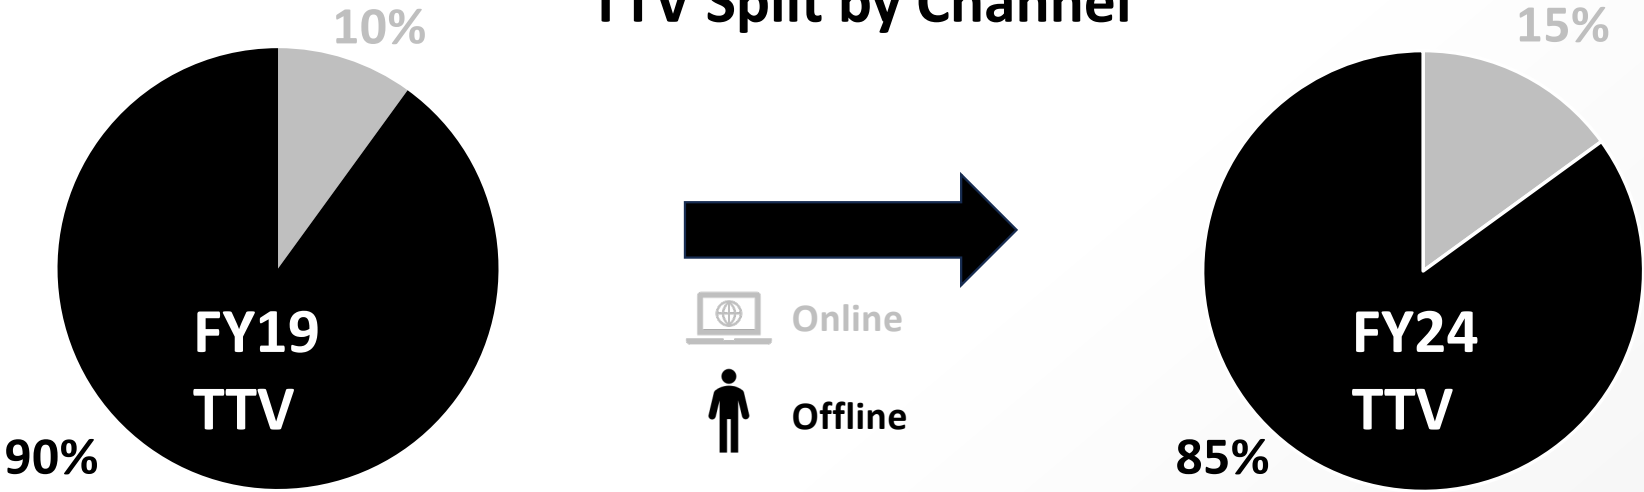 TTV Split by Channel
10%
15%
FY19
TTV
90%
Online
Offline
FY24
TTV
85%